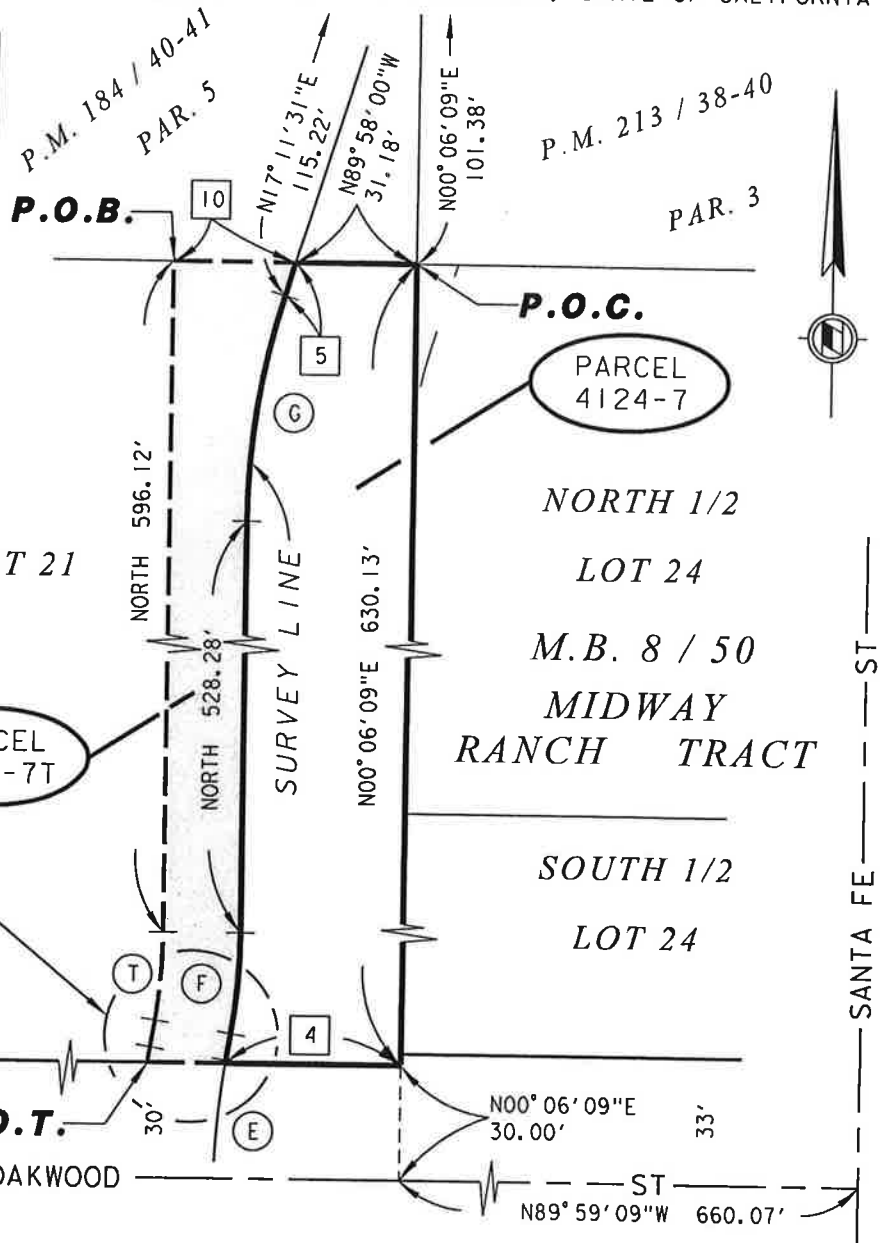 STATE OF CALIFORNIA
P.M. 184 / 40-41
PAR. 5
N17°11'31"E
115.22'
N89°58'00"W
31.18'
N00°06'09"E
101.38'
P.M. 213 / 38-40
PAR. 3
P.O.B.
10
P.O.C.
5
PARCEL
4124-7
G
NORTH 596.12'
NORTH 1/2
LOT 24
T 21
NORTH 528.28'
SURVEY LINE
N00°06'09"E 630.13'
M.B. 8 / 50
MIDWAY
RANCH TRACT
CEL
-7T
SOUTH 1/2
LOT 24
SANTA FE ST
T
F
4
O.T.
30'
E
N00°06'09"E
30.00'
33'
OAKWOOD ST
N89°59'09"W 660.07'